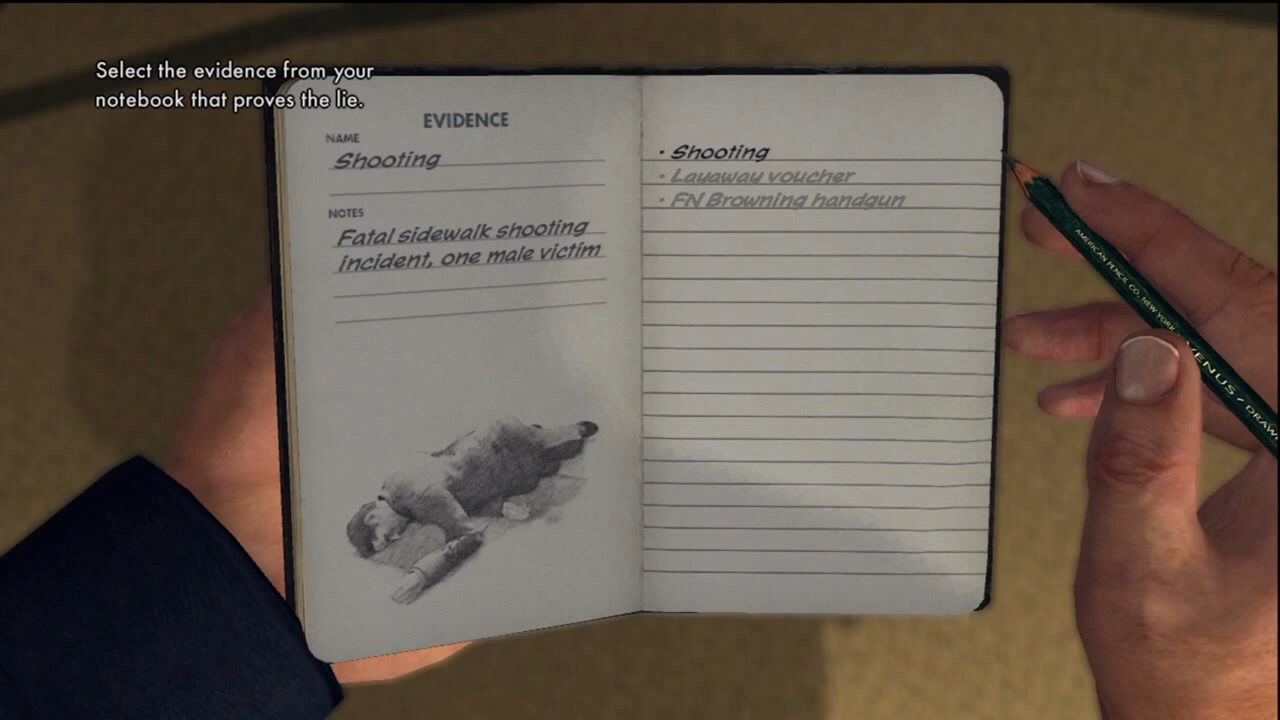 Select the evidence from your
notebook that proves the lie.
EVIDENCE
NAME
Shooting
NOTES
Fatal sidewalk shooting
incident, one male victim
• Shooting
• Layaway voucher
• FN Browning handgun
AMERICAN PENCIL CO. NEW YORK
VENUS / DRAW